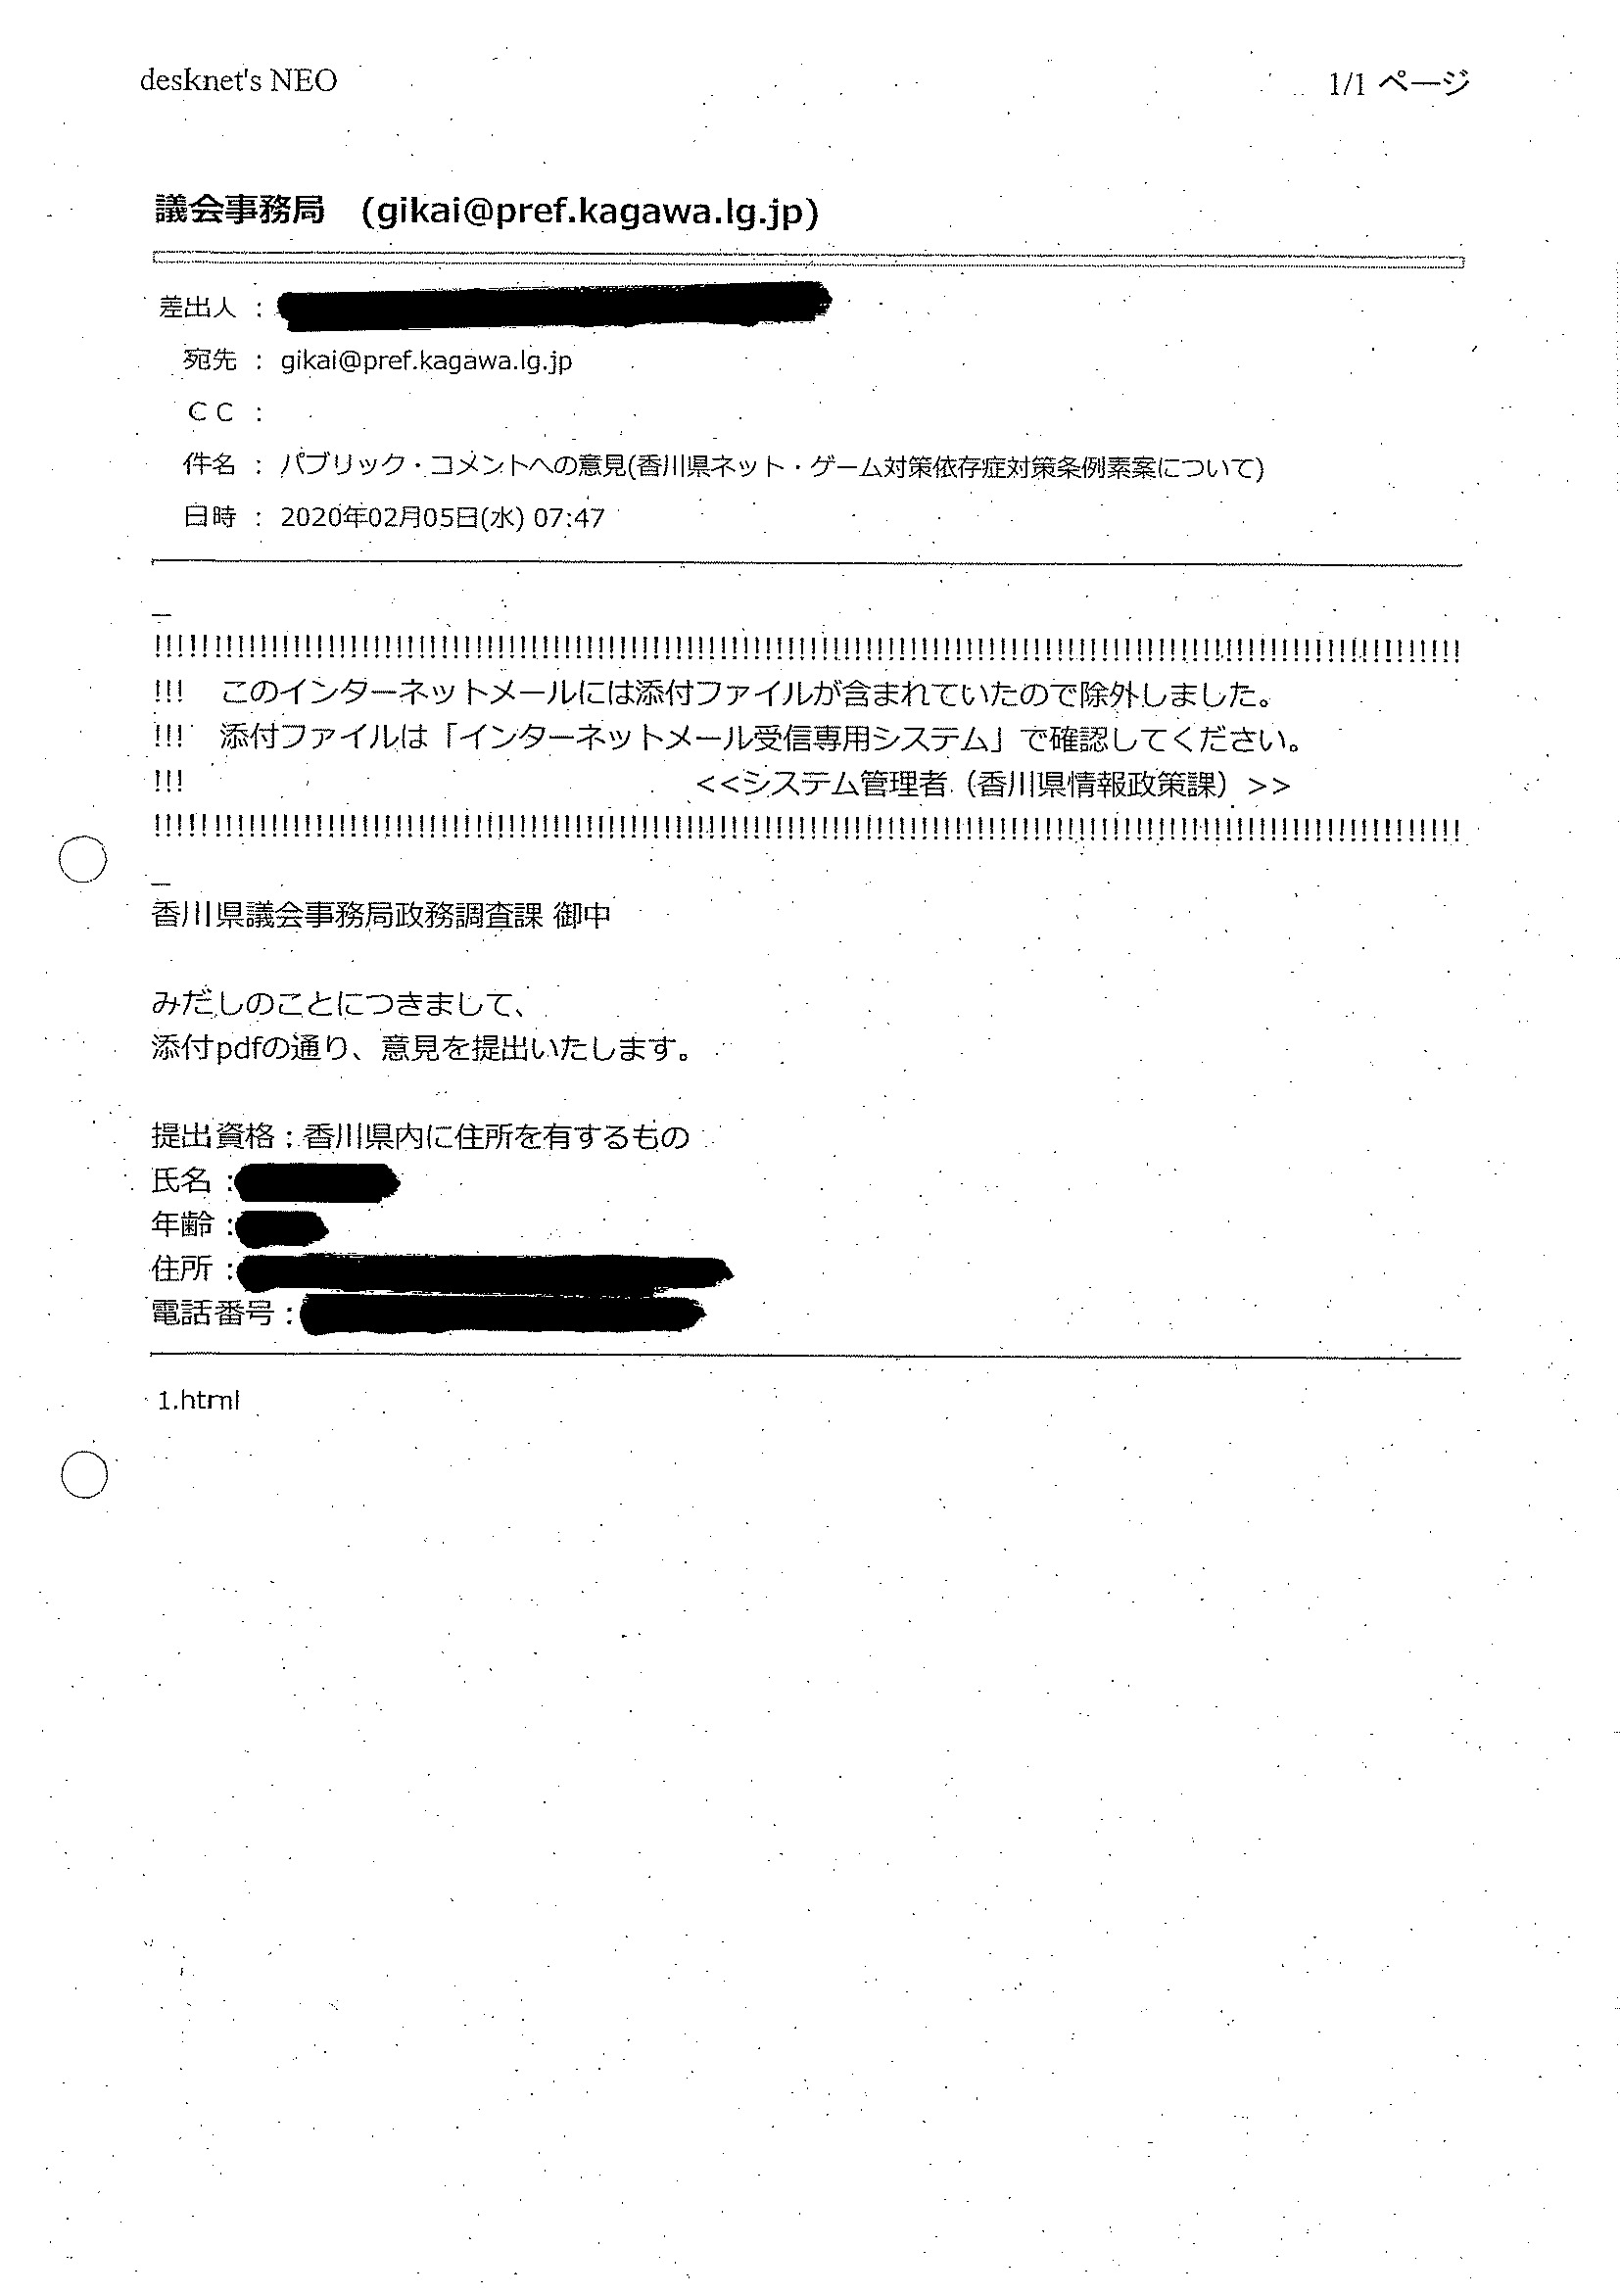 desknet's NEO
1/1 ページ
議会事務局 (gikai@pref.kagawa.lg.jp)
差出人 :
宛先 : gikai@pref.kagawa.lg.jp
ＣＣ :
件名 : パブリック・コメントへの意見(香川県ネット・ゲーム対策依存症対策条例素案について)
日時 : 2020年02月05日(水) 07:47
_
!!!!!!!!!!!!!!!!!!!!!!!!!!!!!!!!!!!!!!!!!!!!!!!!!!!!!!!!!!!!!!!!!!!!!!!!!!!!!!!!!!!!!!!!!!!!!!!!!!!!!!!!!!!!!!!!
!!! このインターネットメールには添付ファイルが含まれていたので除外しました。
!!! 添付ファイルは「インターネットメール受信専用システム」で確認してください。
!!! <<システム管理者（香川県情報政策課）>>
!!!!!!!!!!!!!!!!!!!!!!!!!!!!!!!!!!!!!!!!!!!!!!!!!!!!!!!!!!!!!!!!!!!!!!!!!!!!!!!!!!!!!!!!!!!!!!!!!!!!!!!!!!!!!!!!
_
香川県議会事務局政務調査課 御中
みだしのことにつきまして、
添付pdfの通り、意見を提出いたします。
提出資格：香川県内に住所を有するもの
氏名：
年齢：
住所：
電話番号：
1.html